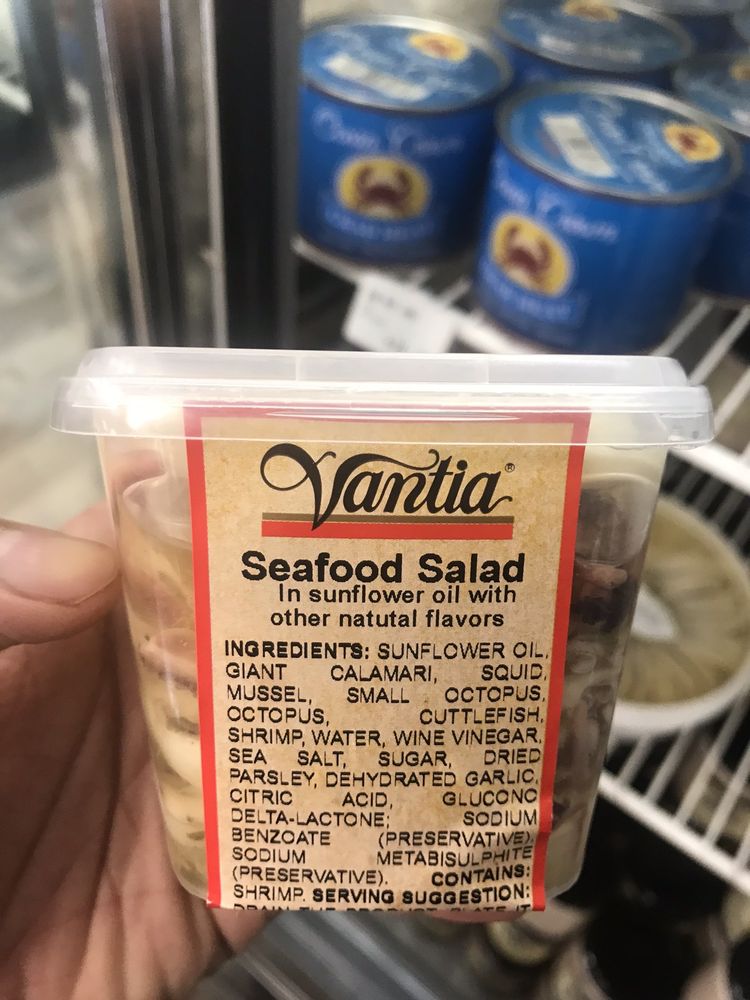 Vantia®
Seafood Salad
In sunflower oil with
other natutal flavors
INGREDIENTS: SUNFLOWER OIL,
GIANT CALAMARI, SQUID,
MUSSEL, SMALL OCTOPUS,
OCTOPUS, CUTTLEFISH,
SHRIMP, WATER, WINE VINEGAR,
SEA SALT, SUGAR, DRIED
PARSLEY, DEHYDRATED GARLIC,
CITRIC ACID, GLUCONC
DELTA-LACTONE; SODIUM
BENZOATE (PRESERVATIVE),
SODIUM METABISULPHITE
(PRESERVATIVE). CONTAINS:
SHRIMP. SERVING SUGGESTION: